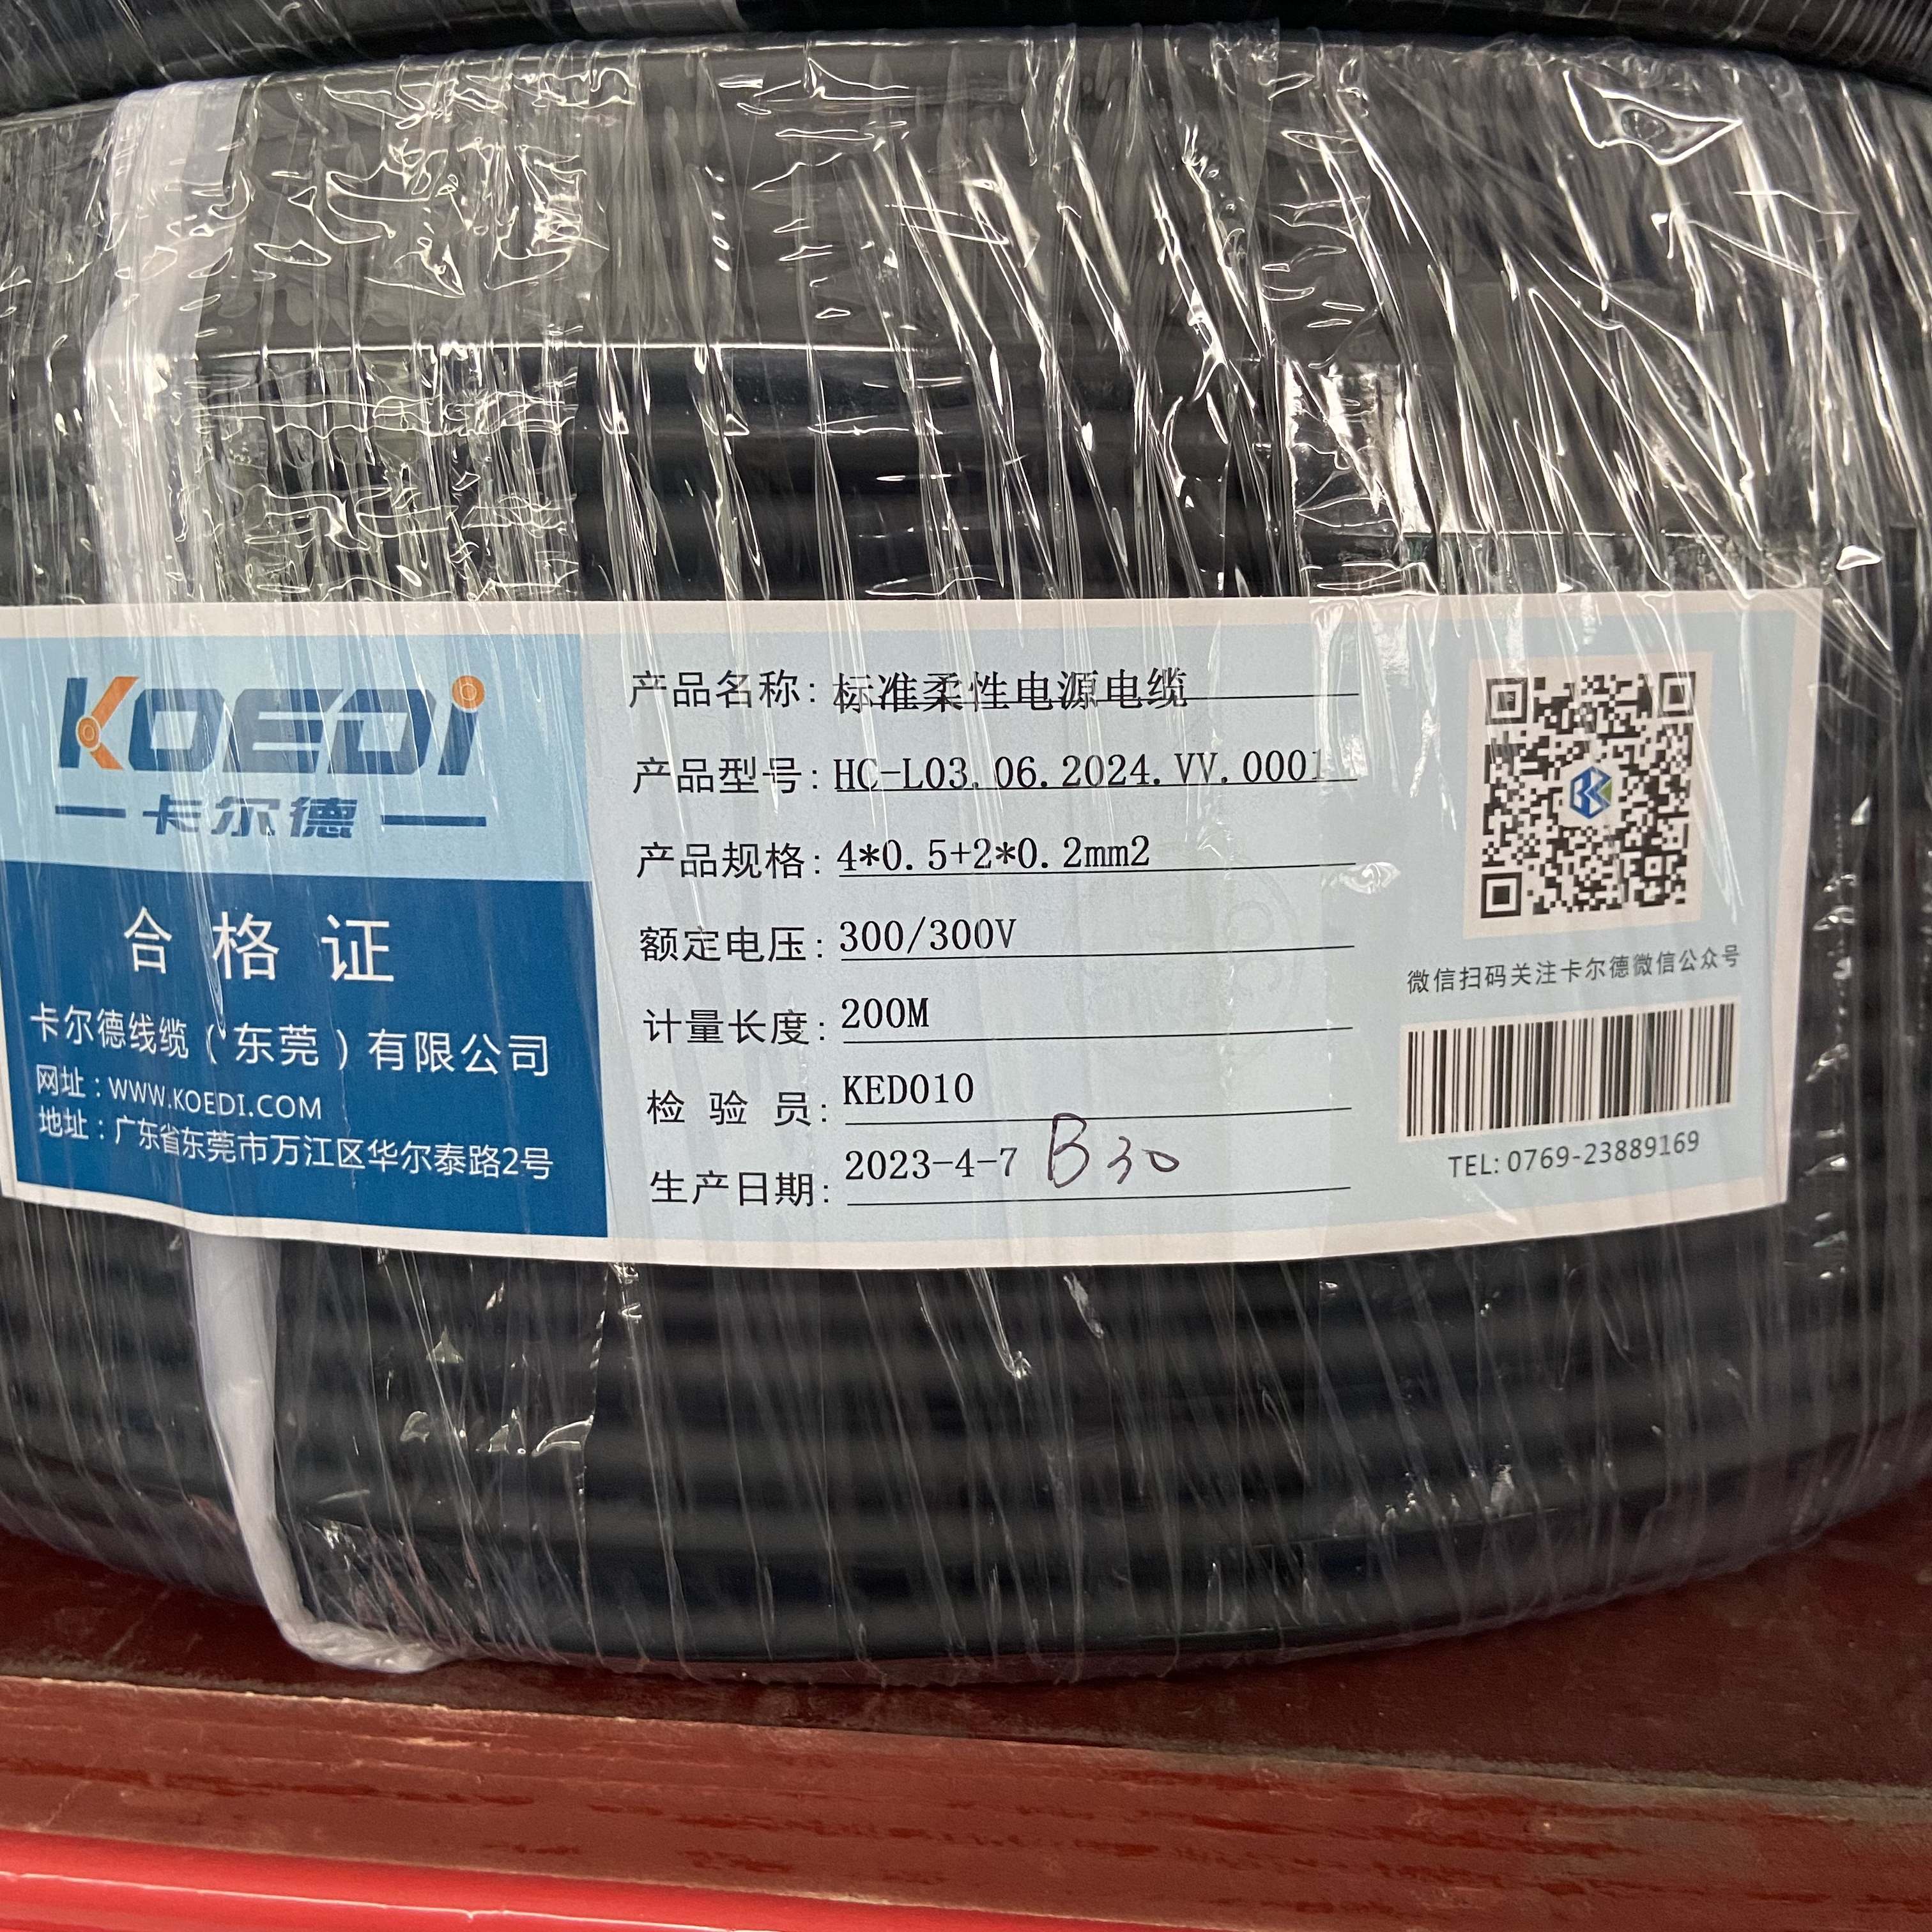 KOEDI
卡尔德
合格证
卡尔德线缆(东莞)有限公司
网址:WWW.KOEDI.COM
地址:广东省东莞市万江区华尔泰路2号
产品名称:标准柔性电源电缆
产品型号:HC-L03.06.2024.VV.0001
产品规格:4*0.5+2*0.2mm2
额定电压:300/300V
计量长度:200M
检验员:KED010
生产日期:2023-4-7 B30
微信扫码关注卡尔德微信公众号
TEL:0769-23889169